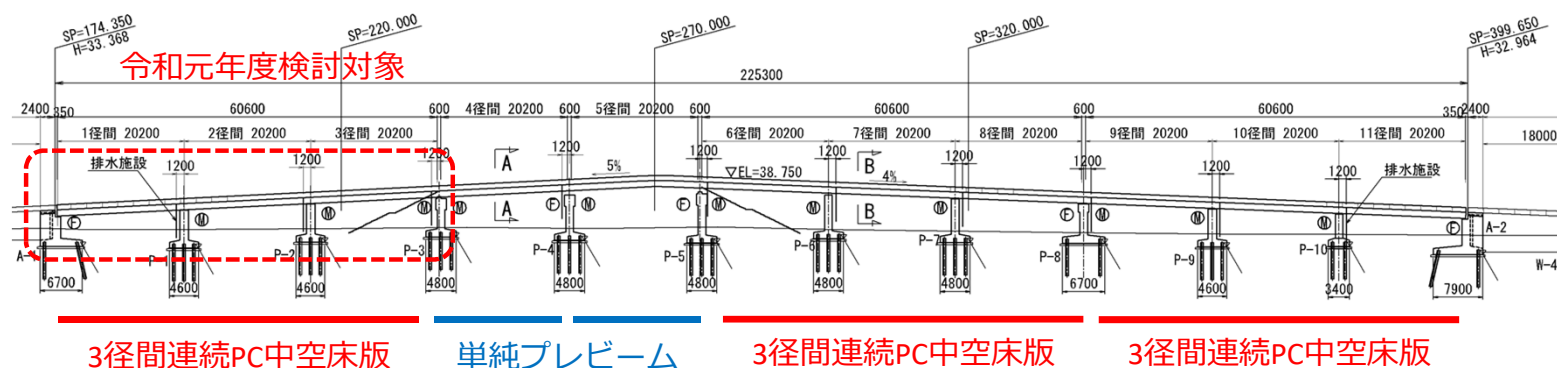 SP=174.350
H=33.368
SP=220.000
SP=270.000
SP=320.000
SP=399.650
H=32.964
令和元年度検討対象
225300
2400 350 60600 600 4径間 20200 600 5径間 20200 600 60600 600 60600 350 2400
1径間 20200 2径間 20200 3径間 20200 6径間 20200 7径間 20200 8径間 20200 9径間 20200 10径間 20200 11径間 20200 18000
排水施設 1200 1200 1200 A 1200 1200 1200 B 1200 1200 1200 1200 排水施設
5% ▽EL=38.750 4%
A B
F M M M M F M F M M M F M M F
A- P-1 P-2 P-3 P-4 P-5 P-6 P-7 P-8 P-9 P-10 A-2
W-4
6700 4600 4600 4800 4800 4800 4800 4800 6700 4600 3400 7900
3径間連続PC中空床版 単純プレビーム 3径間連続PC中空床版 3径間連続PC中空床版